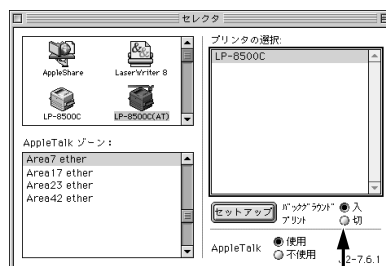 セレクタ
プリンタの選択:
LP-8500C
AppleShare
LaserWriter 8
LP-8500C
LP-8500C(AT)
AppleTalk ゾーン：
Area7 ether
Area17 ether
Area23 ether
Area42 ether
セットアップ
バックグラウンド
プリント
入
切
AppleTalk
使用
不使用
J2-7.6.1